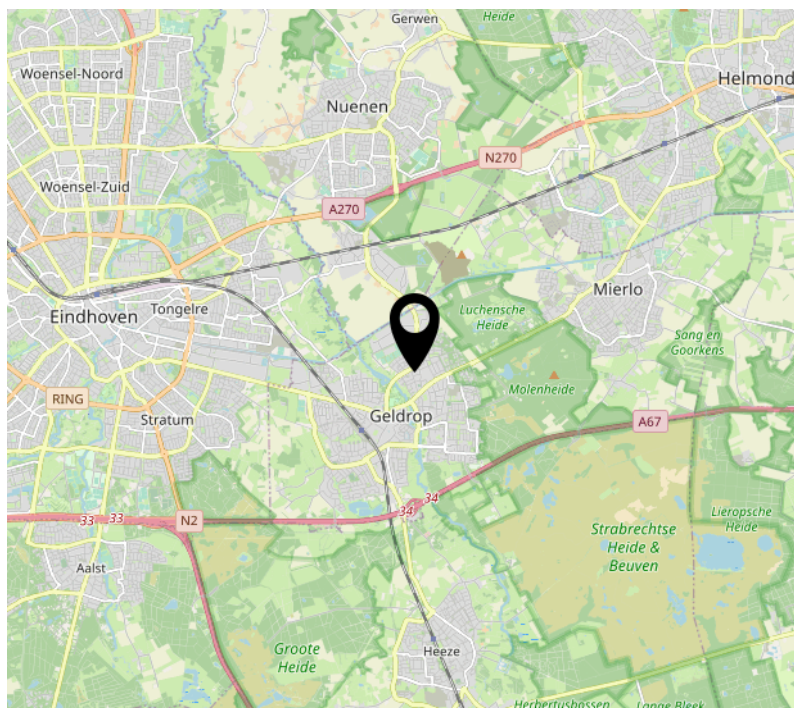 Gerwen
Heide
Woensel-Noord
Helmond
Nuenen
N270
Woensel-Zuid
A270
Mierlo
Luchensche
Heide
Eindhoven
Tongelre
Sang en
Goorkens
Molenheide
RING
Stratum
Geldrop
A67
34
34
33
33
N2
Lieropsche
Heide
Strabrechtse
Heide &
Beuven
Aalst
Groote
Heide
Heeze
Herbertusbossen
Lange Bleek